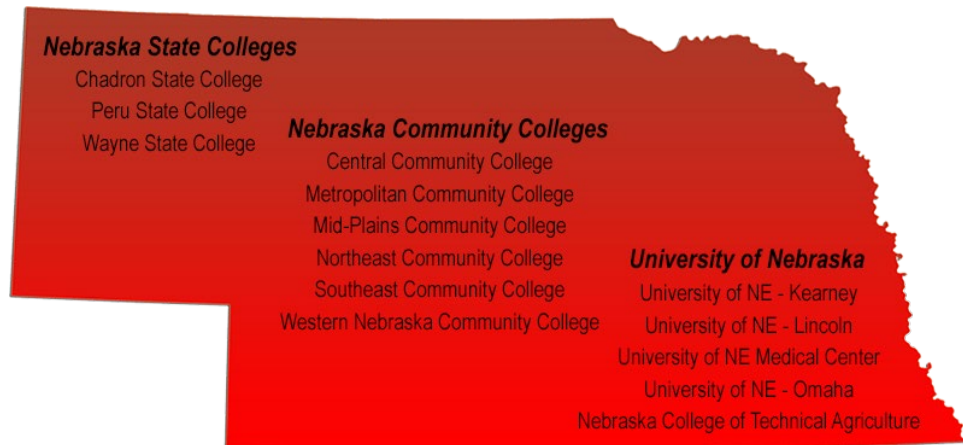 Nebraska State Colleges
Chadron State College
Peru State College
Wayne State College
Nebraska Community Colleges
Central Community College
Metropolitan Community College
Mid-Plains Community College
Northeast Community College
Southeast Community College
Western Nebraska Community College
University of Nebraska
University of NE - Kearney
University of NE - Lincoln
University of NE Medical Center
University of NE - Omaha
Nebraska College of Technical Agriculture